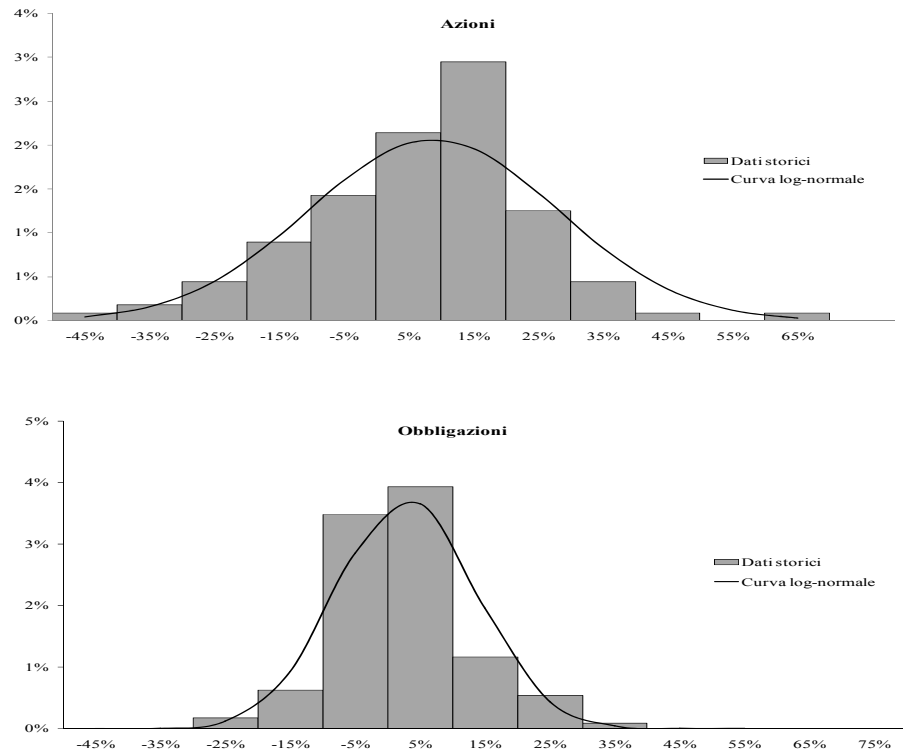 Azioni
4%
3%
3%
2%
2%
1%
1%
0%
Dati storici
Curva log-normale
-45% -35% -25% -15% -5% 5% 15% 25% 35% 45% 55% 65%
Obbligazioni
5%
4%
3%
2%
1%
0%
Dati storici
Curva log-normale
-45% -35% -25% -15% -5% 5% 15% 25% 35% 45% 55% 65% 75%